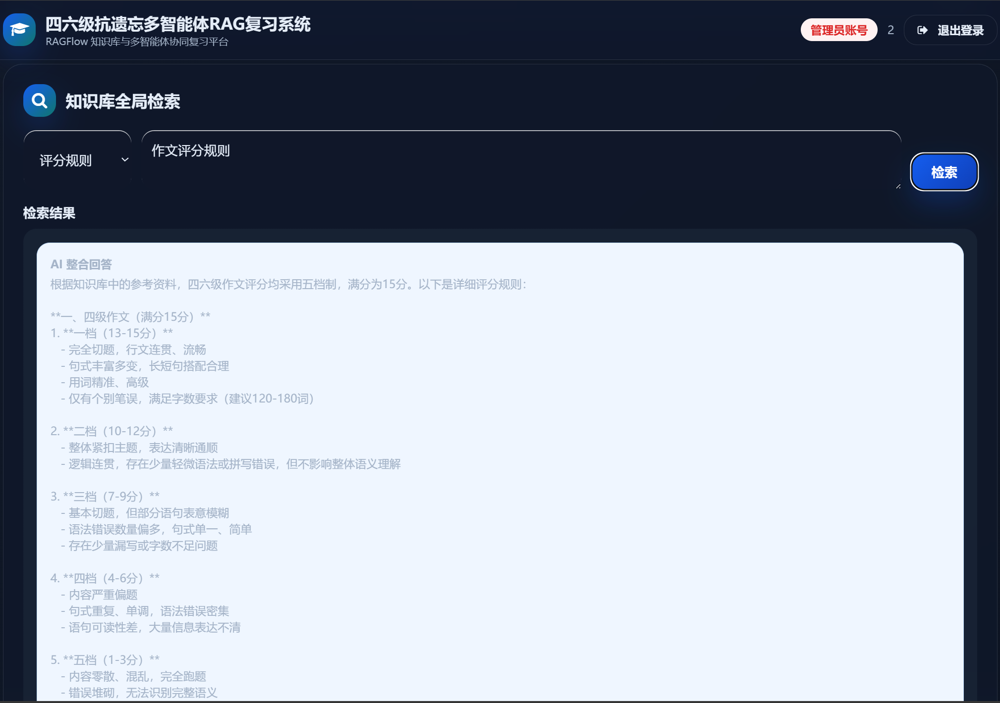 四六级抗遗忘多智能体RAG复习系统
RAGFlow 知识库与多智能体协同复习平台
管理员账号
2
退出登录
知识库全局检索
评分规则
作文评分规则
检索
检索结果
AI 整合回答
根据知识库中的参考资料，四六级作文评分均采用五档制，满分为15分。以下是详细评分规则：
**一、四级作文（满分15分）**
1. **一档（13-15分）**
- 完全切题，行文连贯、流畅
- 句式丰富多变，长短句搭配合理
- 用词精准、高级
- 仅有个别笔误，满足字数要求（建议120-180词）
2. **二档（10-12分）**
- 整体紧扣主题，表达清晰通顺
- 逻辑连贯，存在少量轻微语法或拼写错误，但不影响整体语义理解
3. **三档（7-9分）**
- 基本切题，但部分语句表意模糊
- 语法错误数量偏多，句式单一、简单
- 存在少量漏写或字数不足问题
4. **四档（4-6分）**
- 内容严重偏题
- 句式重复、单调，语法错误密集
- 语句可读性差，大量信息表达不清
5. **五档（1-3分）**
- 内容零散、混乱，完全跑题
- 错误堆砌，无法识别完整语义